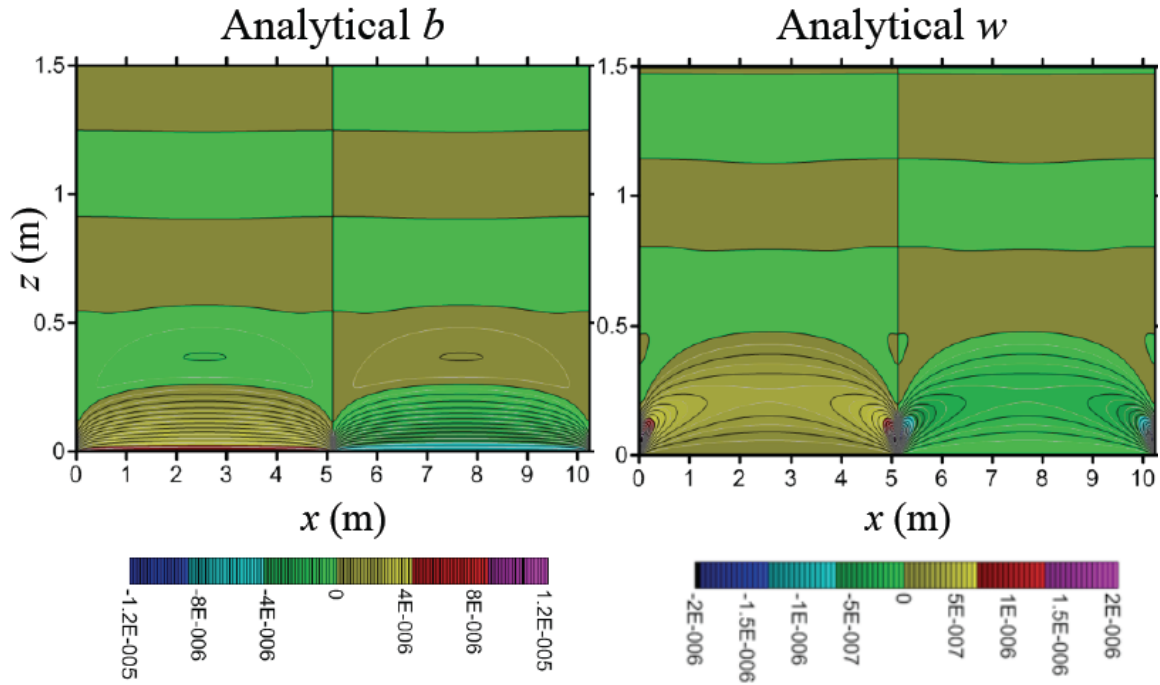 Analytical b
Analytical w
1.5
1
0.5
0
z (m)
0 1 2 3 4 5 6 7 8 9 10
x (m)
1.5
1
0.5
0
0 1 2 3 4 5 6 7 8 9 10
x (m)
-1.2E-005
-8E-006
-4E-006
0
4E-006
8E-006
1.2E-005
-2E-006
-1.5E-006
-1E-006
-5E-007
0
5E-007
1E-006
1.5E-006
2E-006